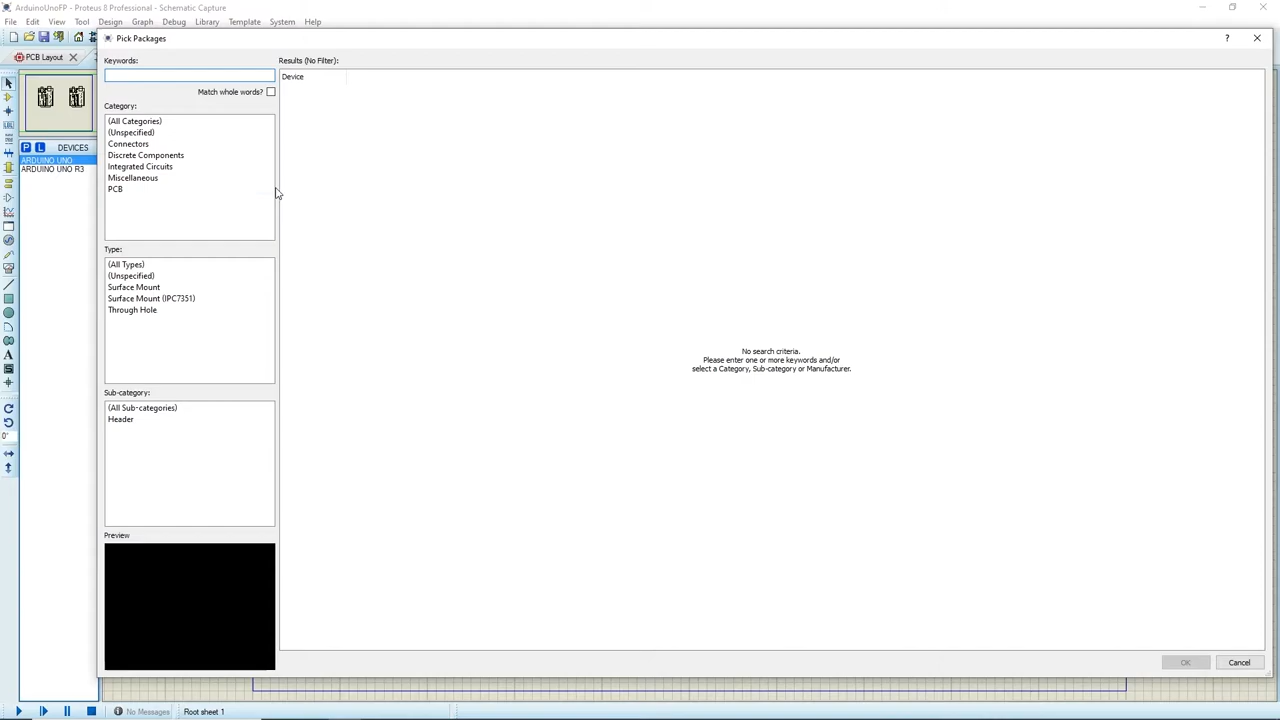 ArduinoUnoFP - Proteus 8 Professional - Schematic Capture
File Edit View Tool Design Graph Debug Library Template System Help
Pick Packages
?
PCB Layout
Keywords:
Results (No Filter):
Device
Match whole words?
Category:
(All Categories)
(Unspecified)
Connectors
Discrete Components
Integrated Circuits
Miscellaneous
PCB
P L DEVICES
ARDUINO UNO
ARDUINO UNO R3
Type:
(All Types)
(Unspecified)
Surface Mount
Surface Mount (IPC7351)
Through Hole
No search criteria.
Please enter one or more keywords and/or
select a Category, Sub-category or Manufacturer.
Sub-category:
(All Sub-categories)
Header
LBL
A
0°
Preview
OK
Cancel
No Messages
Root sheet 1